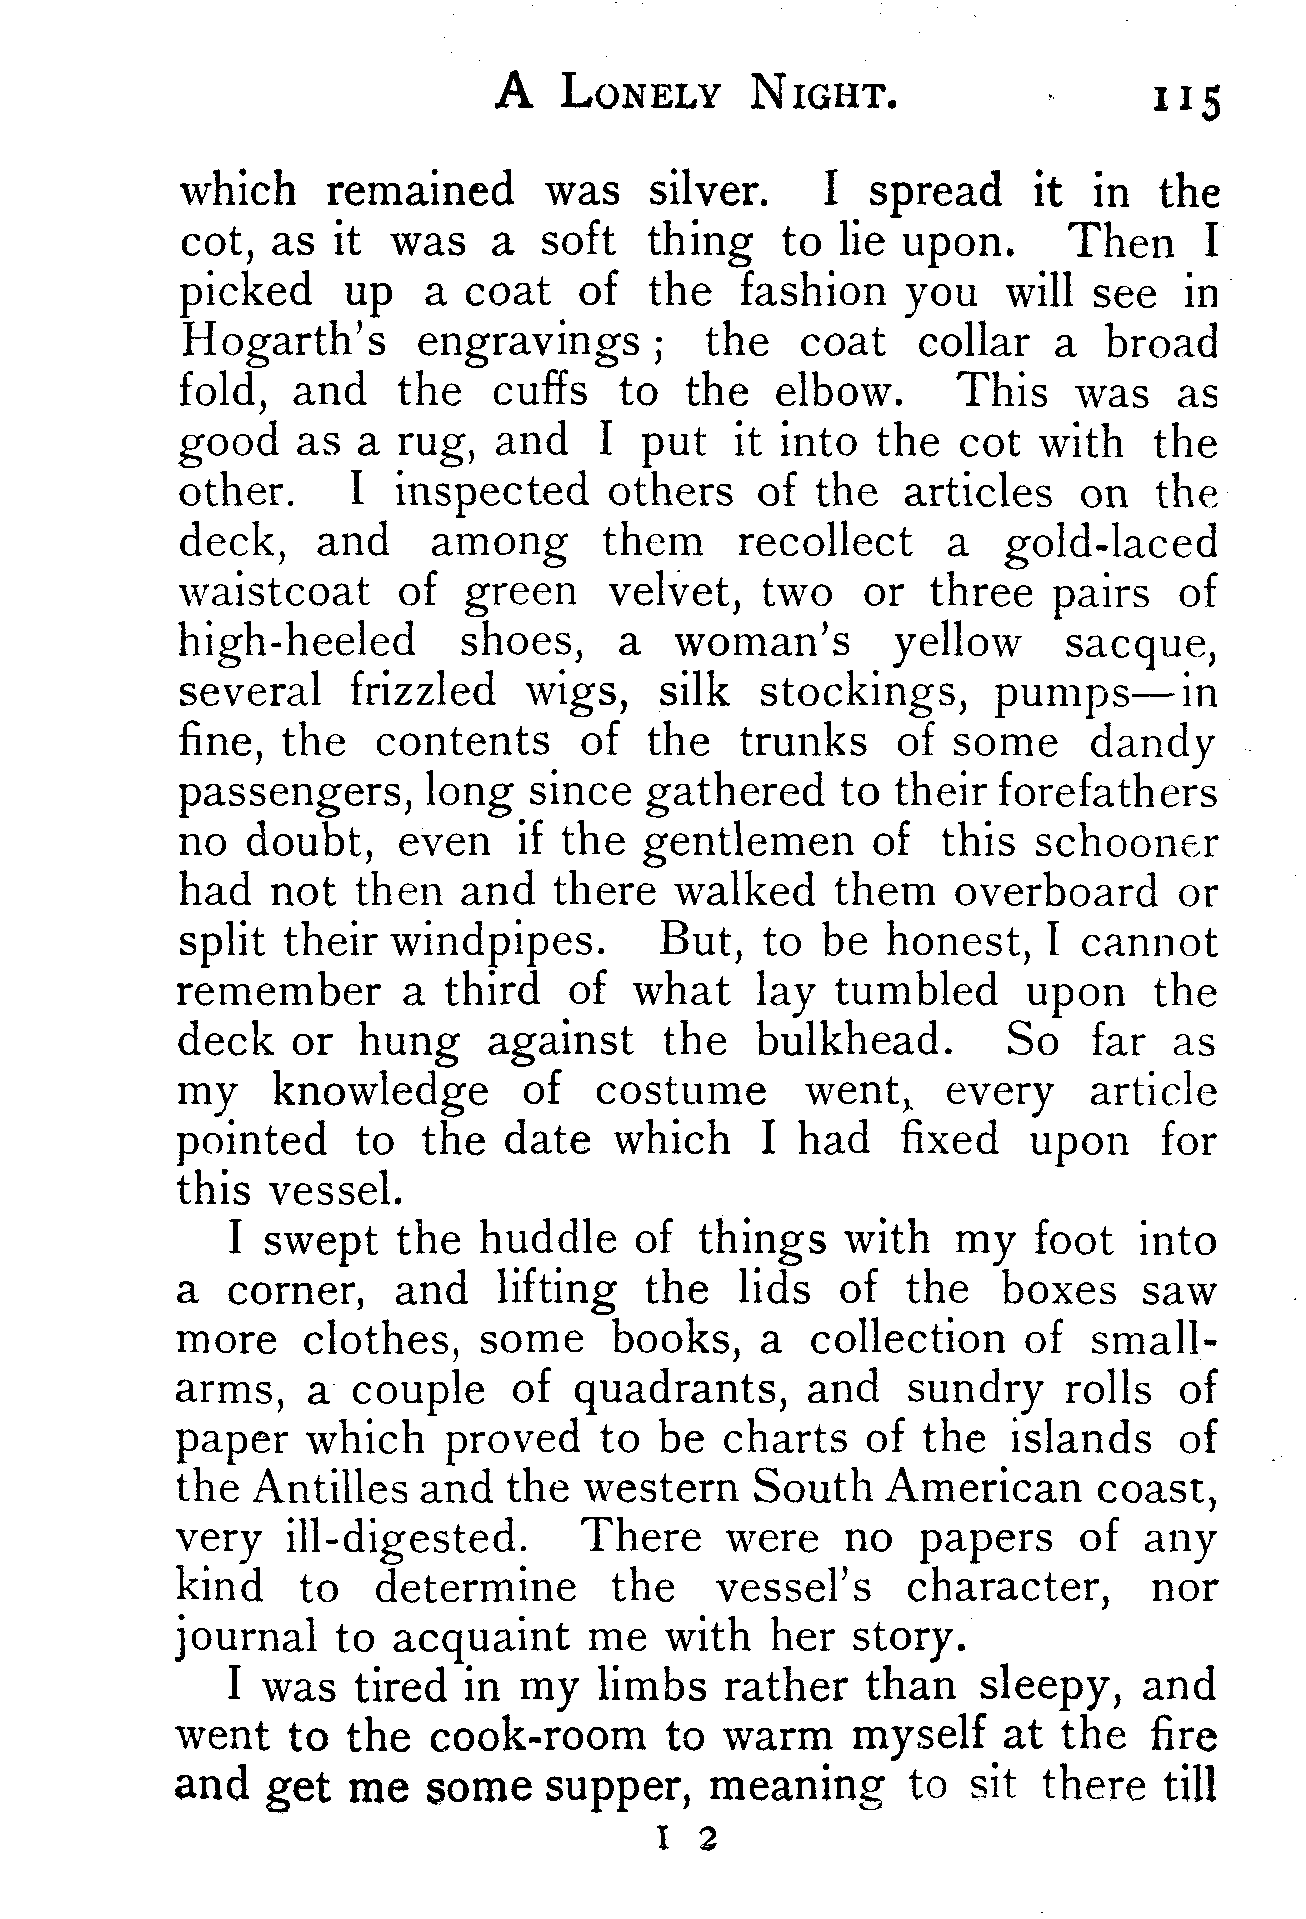 A LONELY NIGHT. 115
which remained was silver. I spread it in the
cot, as it was a soft thing to lie upon. Then I
picked up a coat of the fashion you will see in
Hogarth's engravings; the coat collar a broad
fold, and the cuffs to the elbow. This was as
good as a rug, and I put it into the cot with the
other. I inspected others of the articles on the
deck, and among them recollect a gold-laced
waistcoat of green velvet, two or three pairs of
high-heeled shoes, a woman's yellow sacque,
several frizzled wigs, silk stockings, pumps—in
fine, the contents of the trunks of some dandy
passengers, long since gathered to their forefathers
no doubt, even if the gentlemen of this schooner
had not then and there walked them overboard or
split their windpipes. But, to be honest, I cannot
remember a third of what lay tumbled upon the
deck or hung against the bulkhead. So far as
my knowledge of costume went, every article
pointed to the date which I had fixed upon for
this vessel.
I swept the huddle of things with my foot into
a corner, and lifting the lids of the boxes saw
more clothes, some books, a collection of small-
arms, a couple of quadrants, and sundry rolls of
paper which proved to be charts of the islands of
the Antilles and the western South American coast,
very ill-digested. There were no papers of any
kind to determine the vessel's character, nor
journal to acquaint me with her story.
I was tired in my limbs rather than sleepy, and
went to the cook-room to warm myself at the fire
and get me some supper, meaning to sit there till
I 2